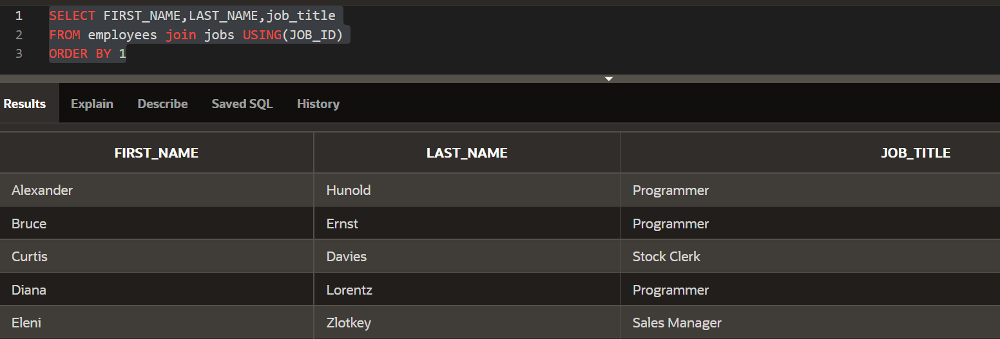 1 SELECT FIRST_NAME,LAST_NAME,job_title
2 FROM employees join jobs USING(JOB_ID)
3 ORDER BY 1
Results Explain Describe Saved SQL History
FIRST_NAME LAST_NAME JOB_TITLE
Alexander Hunold Programmer
Bruce Ernst Programmer
Curtis Davies Stock Clerk
Diana Lorentz Programmer
Eleni Zlotkey Sales Manager